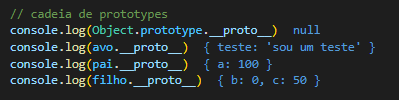 // cadeia de prototypes
console.log(Object.prototype.__proto__)  null
console.log(avo.__proto__)  { teste: 'sou um teste' }
console.log(pai.__proto__)  { a: 100 }
console.log(filho.__proto__)  { b: 0, c: 50 }